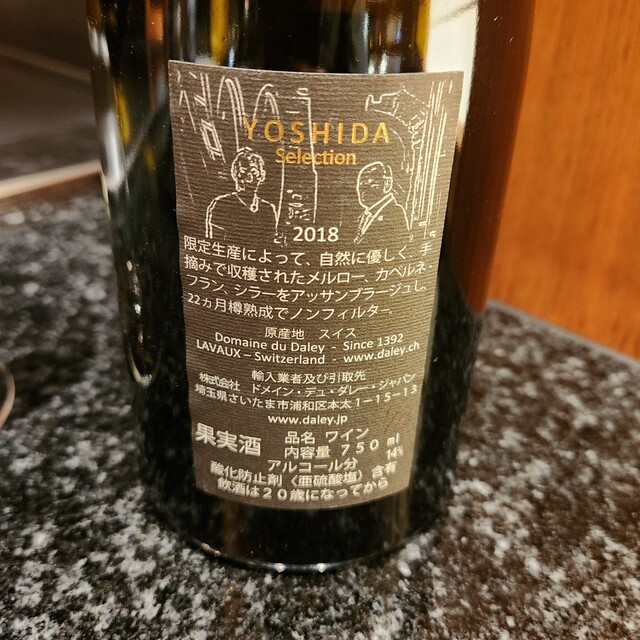 YOSHIDA
Selection
2018
限定生産によって、自然に優しく、手
摘みで収穫されたメルロー、カベルネ
フラン、シラーをアッサンブラージュし、
22ヵ月樽熟成でノンフィルター。
原産地　スイス
Domaine du Daley - Since 1392
LAVAUX – Switzerland - www.daley.ch
輸入業者及び引取先
株式会社　ドメイン・デュ・ダレー・ジャパン
埼玉県さいたま市浦和区本太1-15-13
www.daley.jp
果実酒　品名 ワイン
内容量 750 ml
アルコール分 14%
酸化防止剤（亜硫酸塩）含有
飲酒は20歳になってから